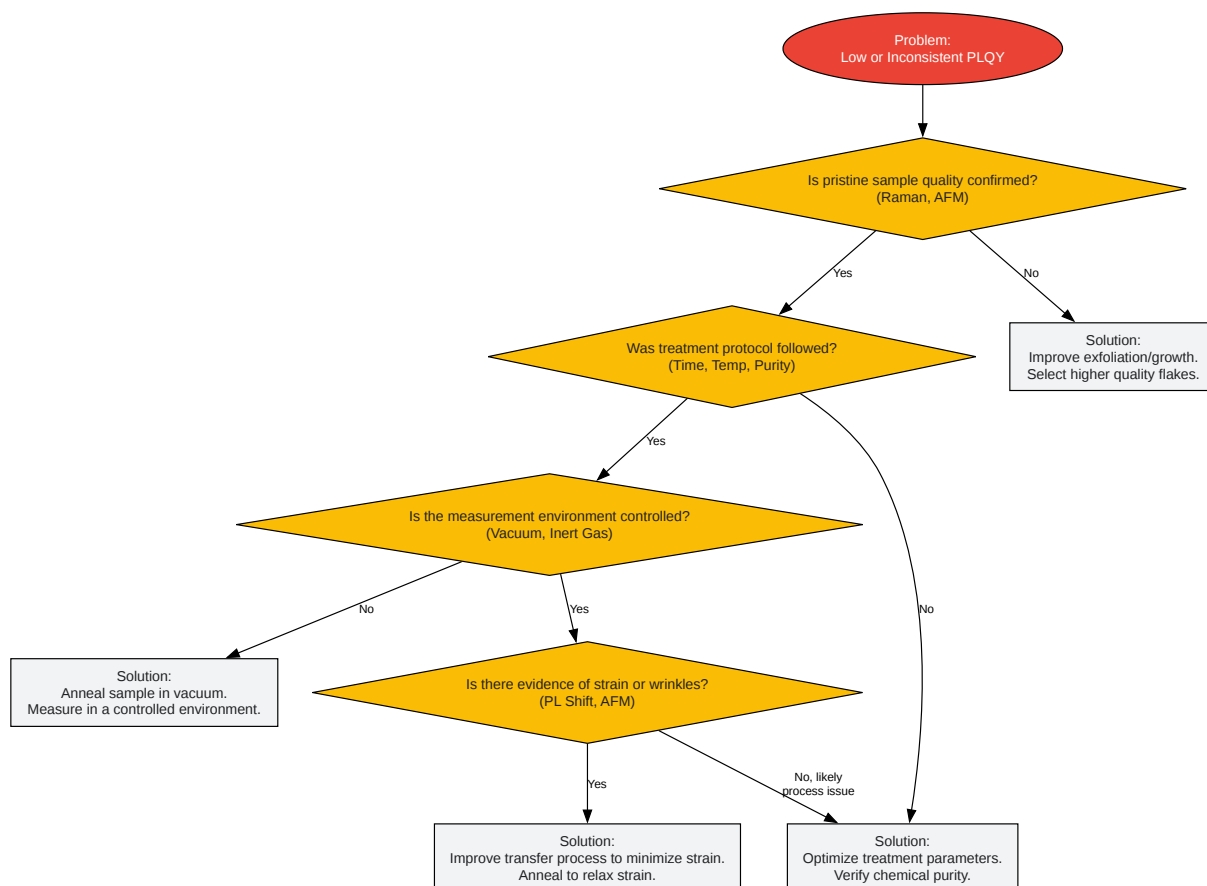 Problem:
Low or Inconsistent PLQY
Is pristine sample quality confirmed?
(Raman, AFM)
Yes
No
Was treatment protocol followed?
(Time, Temp, Purity)
Solution:
Improve exfoliation/growth.
Select higher quality flakes.
Yes
No
Is the measurement environment controlled?
(Vacuum, Inert Gas)
No
Yes
Solution:
Anneal sample in vacuum.
Measure in a controlled environment.
Is there evidence of strain or wrinkles?
(PL Shift, AFM)
Yes
No, likely
process issue
Solution:
Improve transfer process to minimize strain.
Anneal to relax strain.
Solution:
Optimize treatment parameters.
Verify chemical purity.